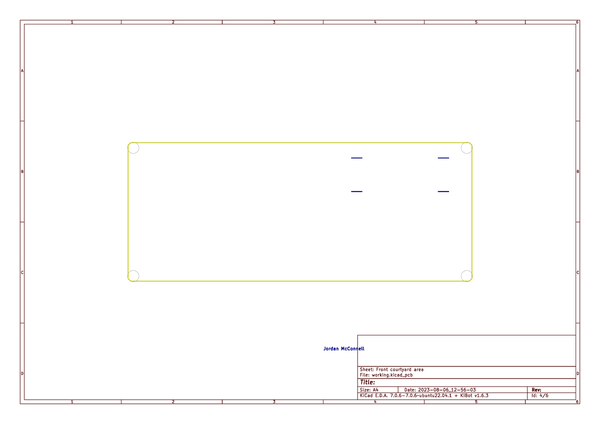 1 2 3 4 5 6
A A
B B
C C
Jordan McConnell
Sheet: Front courtyard area
File: working.kicad_pcb
D D
Title:
Size: A4 Date: 2023-08-06_12-56-03 Rev:
KiCad E.D.A. 7.0.6-7.0.6~ubuntu22.04.1 + KiBot v1.6.3 Id: 4/6
1 2 3 4 5 6